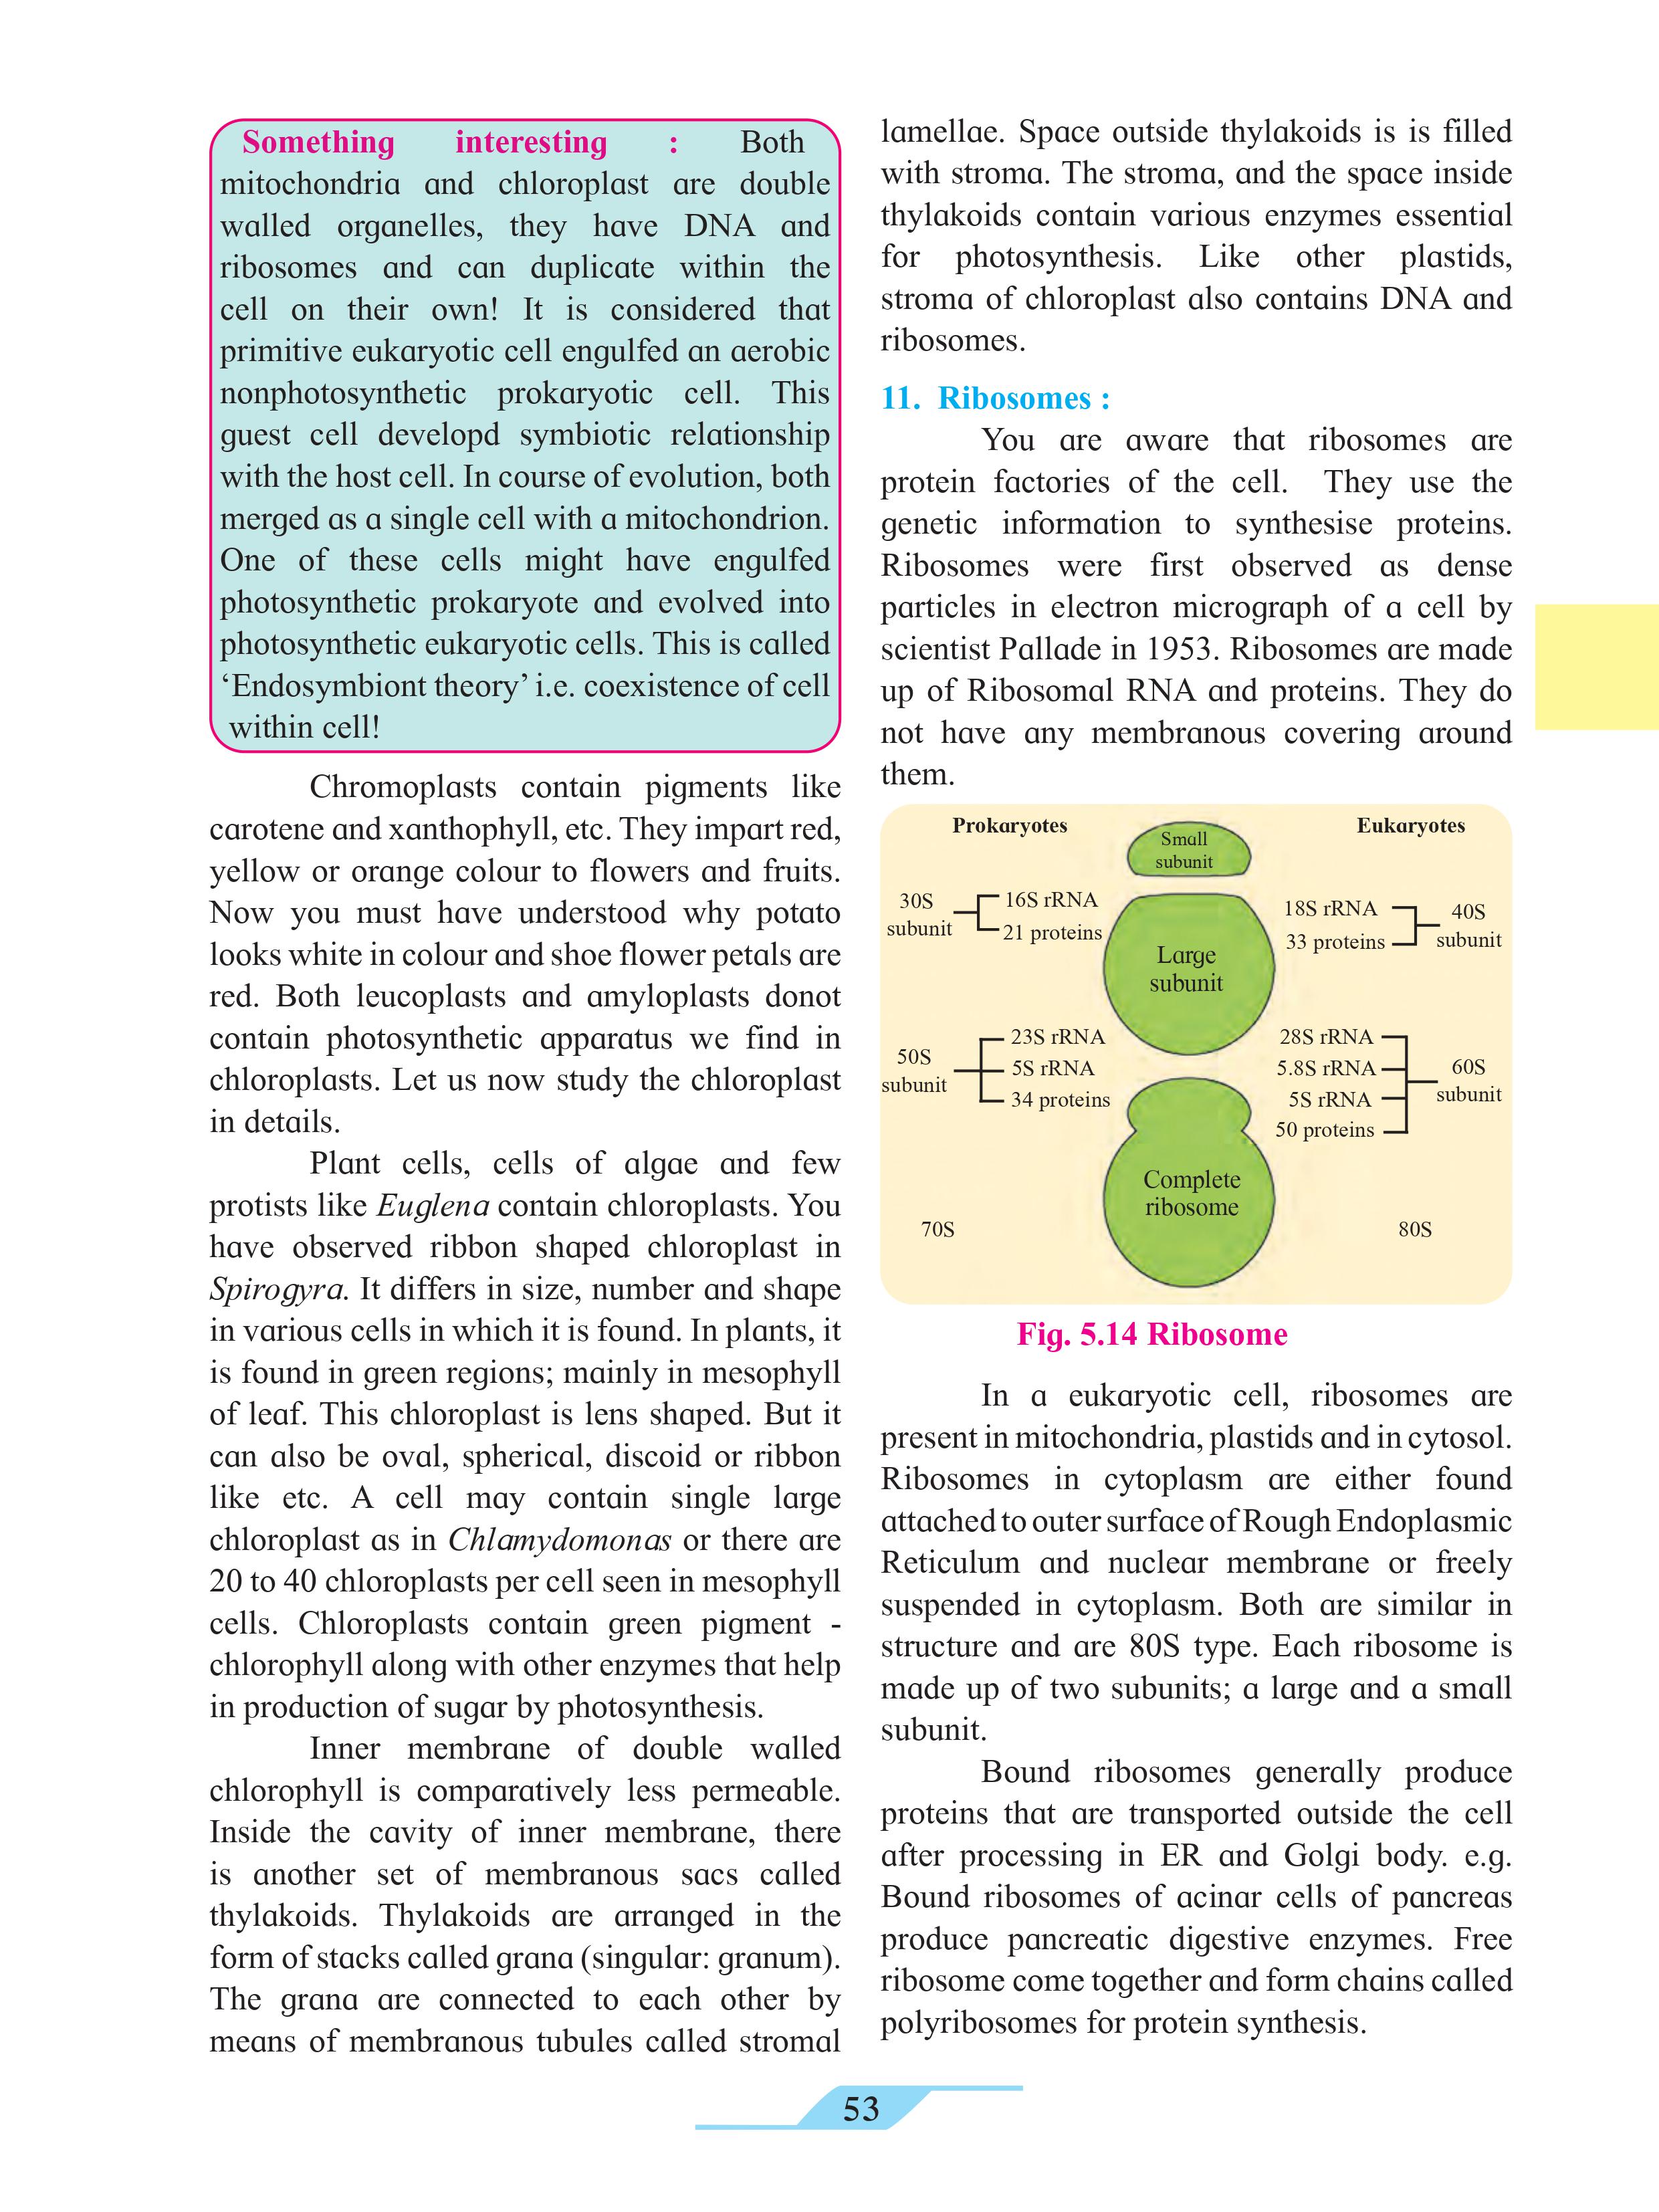 Something interesting : Both
mitochondria and chloroplast are double
walled organelles, they have DNA and
ribosomes and can duplicate within the
cell on their own! It is considered that
primitive eukaryotic cell engulfed an aerobic
nonphotosynthetic prokaryotic cell. This
guest cell developd symbiotic relationship
with the host cell. In course of evolution, both
merged as a single cell with a mitochondrion.
One of these cells might have engulfed
photosynthetic prokaryote and evolved into
photosynthetic eukaryotic cells. This is called
‘Endosymbiont theory’ i.e. coexistence of cell
within cell!
Chromoplasts contain pigments like
carotene and xanthophyll, etc. They impart red,
yellow or orange colour to flowers and fruits.
Now you must have understood why potato
looks white in colour and shoe flower petals are
red. Both leucoplasts and amyloplasts donot
contain photosynthetic apparatus we find in
chloroplasts. Let us now study the chloroplast
in details.
Plant cells, cells of algae and few
protists like Euglena contain chloroplasts. You
have observed ribbon shaped chloroplast in
Spirogyra. It differs in size, number and shape
in various cells in which it is found. In plants, it
is found in green regions; mainly in mesophyll
of leaf. This chloroplast is lens shaped. But it
can also be oval, spherical, discoid or ribbon
like etc. A cell may contain single large
chloroplast as in Chlamydomonas or there are
20 to 40 chloroplasts per cell seen in mesophyll
cells. Chloroplasts contain green pigment -
chlorophyll along with other enzymes that help
in production of sugar by photosynthesis.
Inner membrane of double walled
chlorophyll is comparatively less permeable.
Inside the cavity of inner membrane, there
is another set of membranous sacs called
thylakoids. Thylakoids are arranged in the
form of stacks called grana (singular: granum).
The grana are connected to each other by
means of membranous tubules called stromal
lamellae. Space outside thylakoids is is filled
with stroma. The stroma, and the space inside
thylakoids contain various enzymes essential
for photosynthesis. Like other plastids,
stroma of chloroplast also contains DNA and
ribosomes.
11. Ribosomes :
You are aware that ribosomes are
protein factories of the cell. They use the
genetic information to synthesise proteins.
Ribosomes were first observed as dense
particles in electron micrograph of a cell by
scientist Pallade in 1953. Ribosomes are made
up of Ribosomal RNA and proteins. They do
not have any membranous covering around
them.
Prokaryotes
Small
subunit
Eukaryotes
30S
subunit
16S rRNA
21 proteins
Large
subunit
18S rRNA
33 proteins
40S
subunit
50S
subunit
23S rRNA
5S rRNA
34 proteins
28S rRNA
5.8S rRNA
5S rRNA
50 proteins
60S
subunit
Complete
ribosome
70S
80S
Fig. 5.14 Ribosome
In a eukaryotic cell, ribosomes are
present in mitochondria, plastids and in cytosol.
Ribosomes in cytoplasm are either found
attached to outer surface of Rough Endoplasmic
Reticulum and nuclear membrane or freely
suspended in cytoplasm. Both are similar in
structure and are 80S type. Each ribosome is
made up of two subunits; a large and a small
subunit.
Bound ribosomes generally produce
proteins that are transported outside the cell
after processing in ER and Golgi body. e.g.
Bound ribosomes of acinar cells of pancreas
produce pancreatic digestive enzymes. Free
ribosome come together and form chains called
polyribosomes for protein synthesis.
53